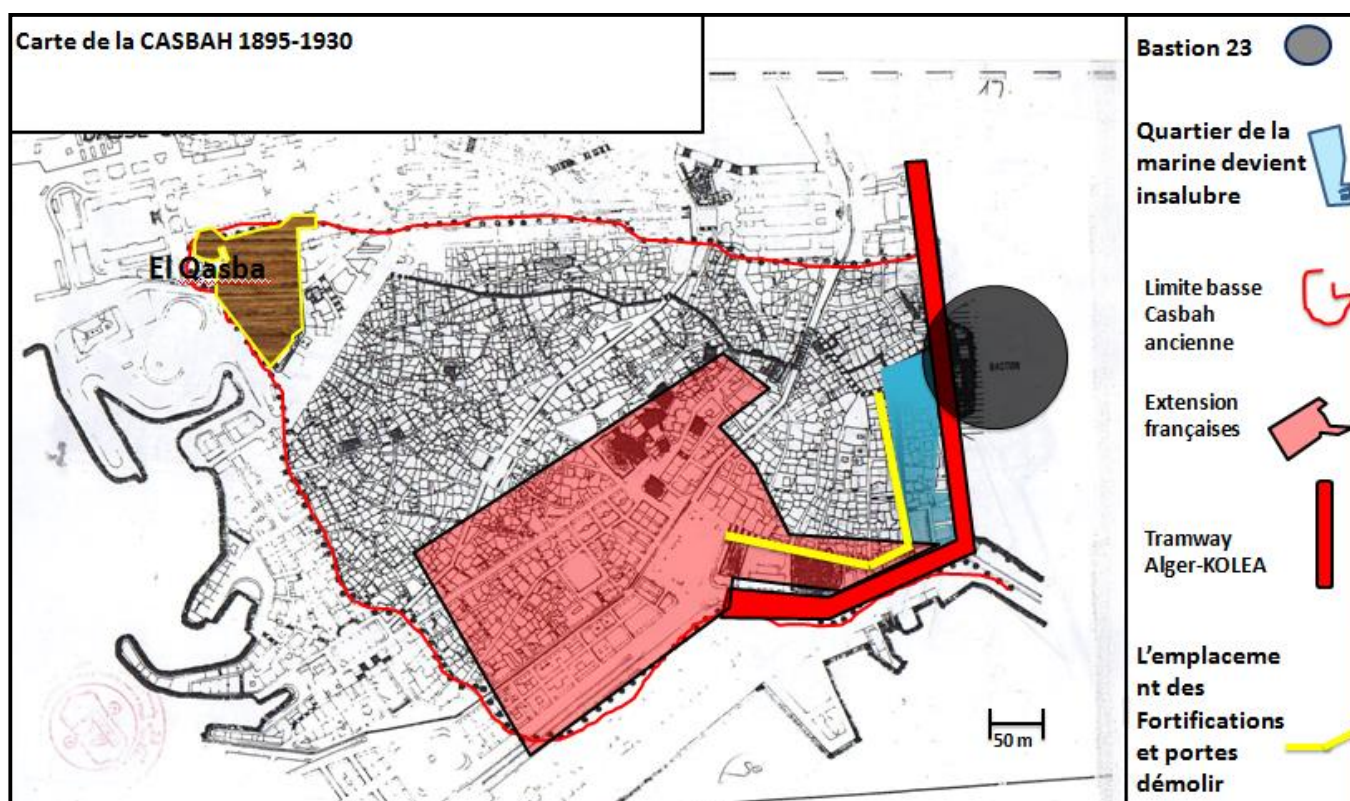 Carte de la CASBAH 1895-1930
El Qasba
BASTION
50 m
Bastion 23
Quartier de la
marine devient
insalubre
Limite basse
Casbah
ancienne
Extension
françaises
Tramway
Alger-KOLEA
L'emplaceme
nt des
Fortifications
et portes
démolir